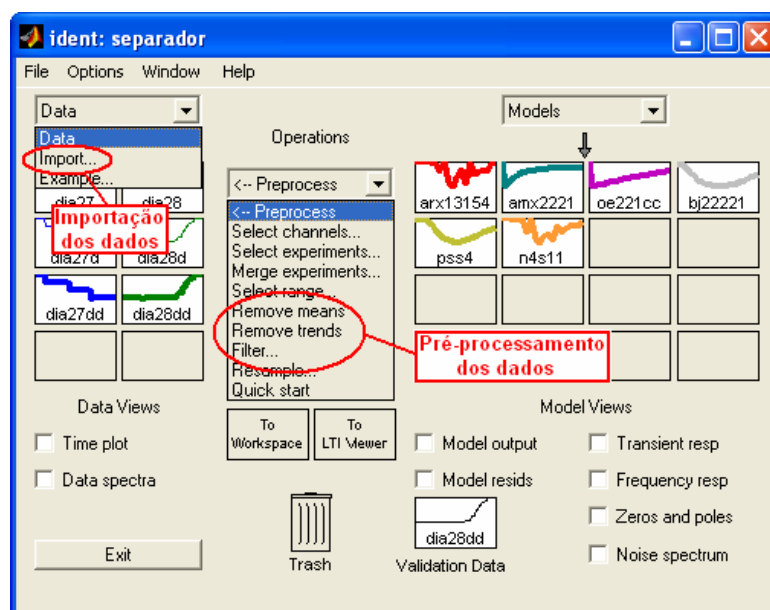 ident: separador
File Options Window Help
Data
Data
Import...
Example...
dia27 dia28
Importação
dos dados
dia27d dia28d
dia27dd dia28dd
Operations
<-- Preprocess
<-- Preprocess
Select channels...
Select experiments...
Merge experiments...
Select range...
Remove means
Remove trends
Filter...
Resample...
Quick start
Pré-processamento
dos dados
Models
arx13154 amx2221 oe221cc bj22221
pss4 n4s11
Data Views
Time plot
Data spectra
Exit
To
Workspace
To
LTI Viewer
Trash
Model Views
Model output
Transient resp
Model resids
Frequency resp
Zeros and poles
Noise spectrum
dia28dd
Validation Data